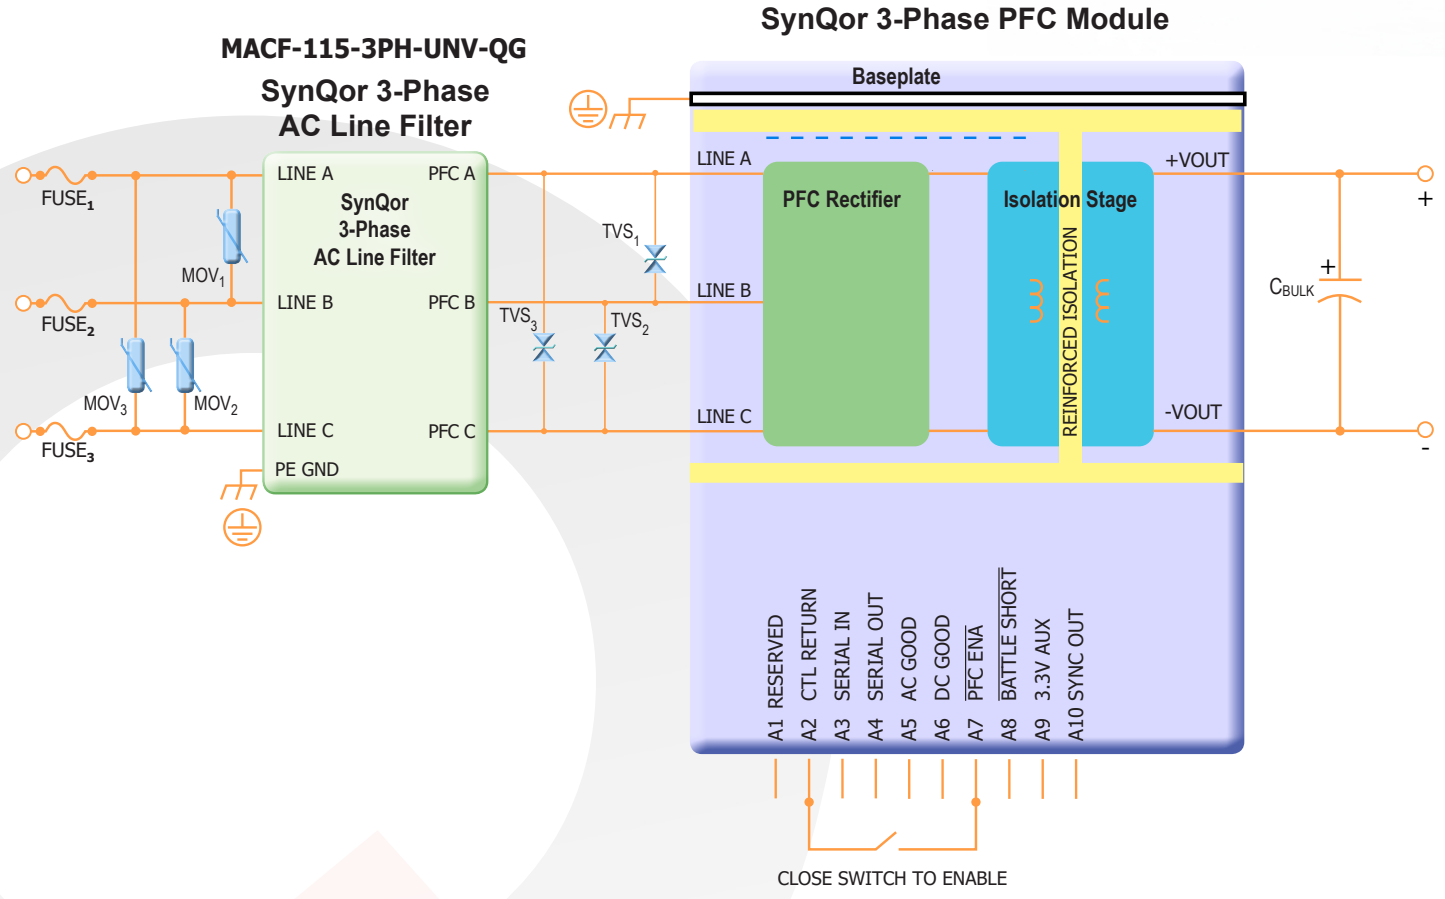 SynQor 3-Phase PFC Module
MACF-115-3PH-UNV-QG
SynQor 3-Phase
AC Line Filter
Baseplate
LINE A
PFC A
LINE A
+VOUT
FUSE1
SynQor
3-Phase
AC Line Filter
PFC Rectifier
Isolation Stage
+
TVS1
MOV1
REINFORCED ISOLATION
+
CBULK
LINE B
PFC B
LINE B
FUSE2
TVS3
TVS2
MOV3
MOV2
LINE C
PFC C
LINE C
-VOUT
FUSE3
-
PE GND
A1 RESERVED
A2 CTL RETURN
A3 SERIAL IN
A4 SERIAL OUT
A5 AC GOOD
A6 DC GOOD
A7 PFC ENA
A8 BATTLE SHORT
A9 3.3V AUX
A10 SYNC OUT
CLOSE SWITCH TO ENABLE